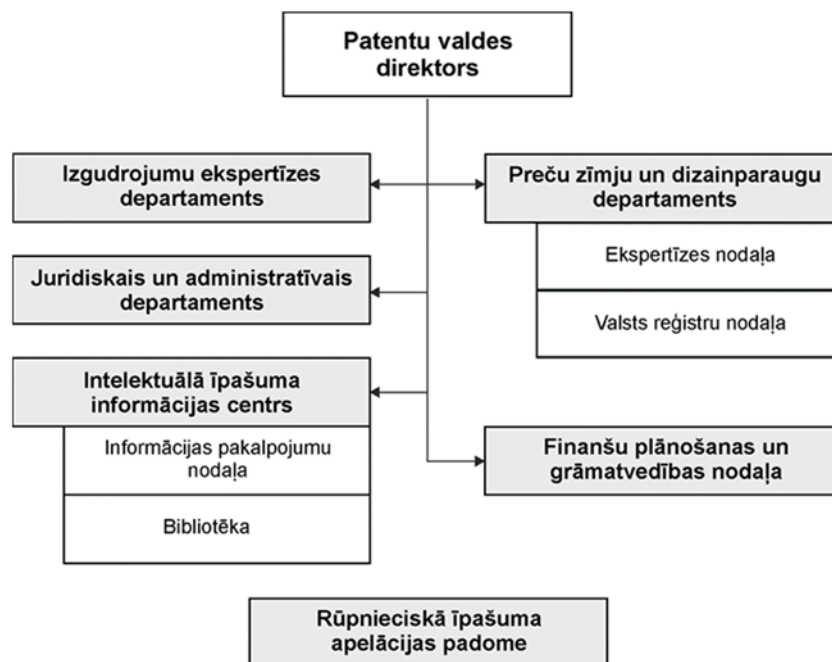 Patentu valdes
direktors
Izgudrojumu ekspertīzes
departaments
Preču zīmju un dizainparaugu
departaments
Ekspertīzes nodaļa
Valsts reģistru nodaļa
Juridiskais un administratīvais
departaments
Intelektuālā īpašuma
informācijas centrs
Informācijas pakalpojumu
nodaļa
Bibliotēka
Finanšu plānošanas un
grāmatvedības nodaļa
Rūpnieciskā īpašuma
apelācijas padome